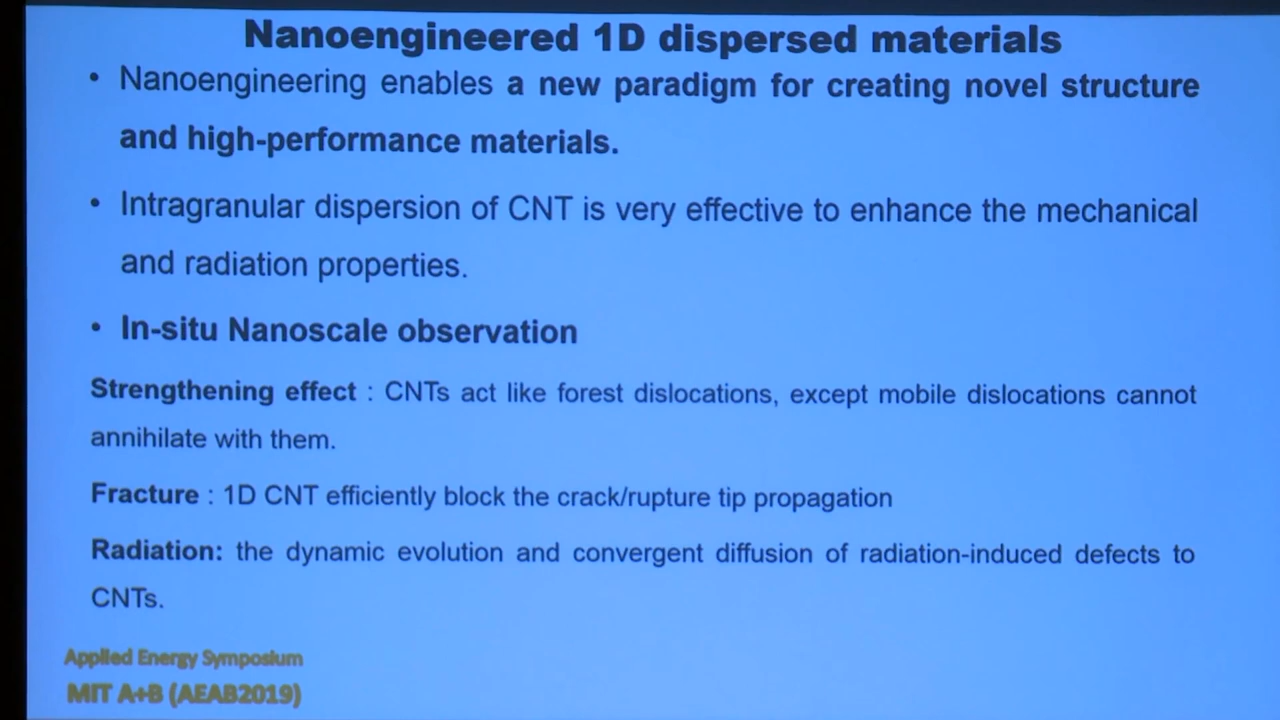 Nanoengineered 1D dispersed materials
• Nanoengineering enables a new paradigm for creating novel structure
and high-performance materials.
• Intragranular dispersion of CNT is very effective to enhance the mechanical
and radiation properties.
• In-situ Nanoscale observation
Strengthening effect : CNTs act like forest dislocations, except mobile dislocations cannot
annihilate with them.
Fracture : 1D CNT efficiently block the crack/rupture tip propagation
Radiation: the dynamic evolution and convergent diffusion of radiation-induced defects to
CNTs.
Applied Energy Symposium
MIT A+B (AEAB2019)